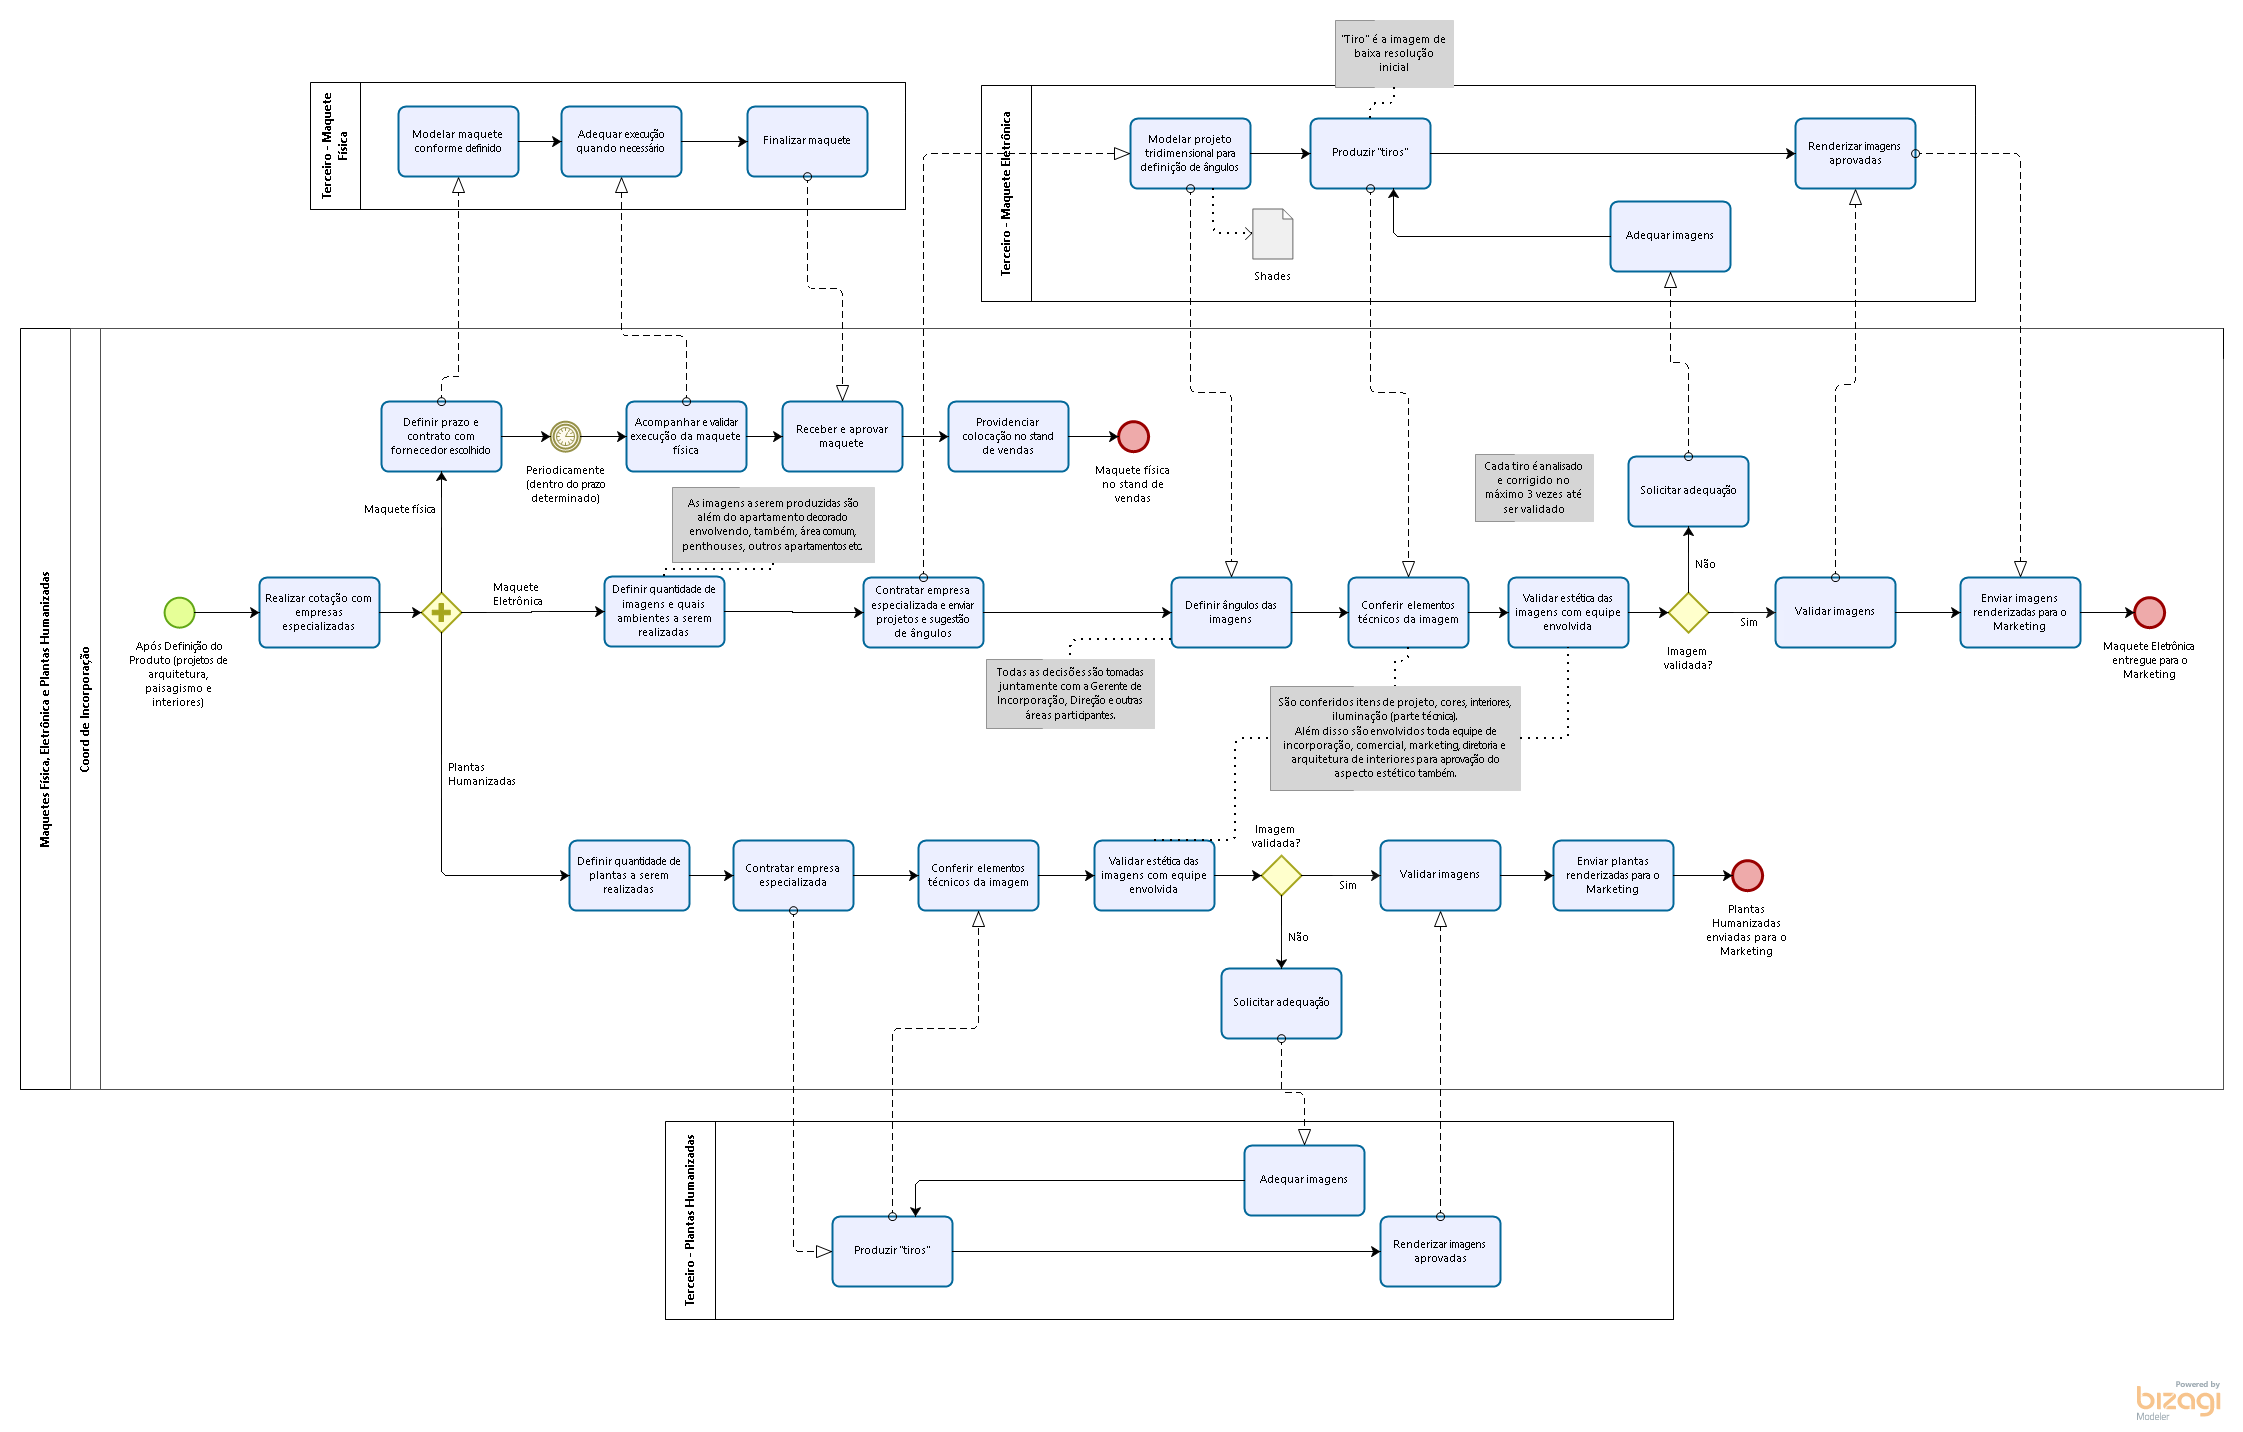 "Tiro" é a imagem de
baixa resolução
inicial
Terceiro - Maquete
Física
Modelar maquete
conforme definido
Adequar execução
quando necessário
Finalizar maquete
Terceiro - Maquete Eletrônica
Modelar projeto
tridimensional para
definição de ângulos
Produzir "tiros"
Renderizar imagens
aprovadas
Adequar imagens
Shades
Maquetes Física, Eletrônica e Plantas Humanizadas
Coord de Incorporação
Definir prazo e
contrato com
fornecedor escolhido
Periodicamente
(dentro do prazo
determinado)
Acompanhar e validar
execução da maquete
física
Receber e aprovar
maquete
Providenciar
colocação no stand
de vendas
Maquete física
no stand de
vendas
Maquete física
As imagens a serem produzidas são
além do apartamento decorado
envolvendo, também, área comum,
penthouses, outros apartamentos etc.
Cada tiro é analisado
e corrigido no
máximo 3 vezes até
ser validado
Solicitar adequação
Não
Após Definição do
Produto (projetos de
arquitetura,
paisagismo e
interiores)
Realizar cotação com
empresas
especializadas
Maquete
Eletrônica
Definir quantidade de
imagens e quais
ambientes a serem
realizadas
Contratar empresa
especializada e enviar
projetos e sugestão
de ângulos
Definir ângulos das
imagens
Conferir elementos
técnicos da imagem
Validar estética das
imagens com equipe
envolvida
Imagem
validada?
Sim
Validar imagens
Enviar imagens
renderizadas para o
Marketing
Maquete Eletrônica
entregue para o
Marketing
Todas as decisões são tomadas
juntamente com a Gerente de
Incorporação, Direção e outras
áreas participantes.
São conferidos itens de projeto, cores, interiores,
iluminação (parte técnica).
Além disso são envolvidos toda equipe de
incorporação, comercial, marketing, diretoria e
arquitetura de interiores para aprovação do
aspecto estético também.
Plantas
Humanizadas
Definir quantidade de
plantas a serem
realizadas
Contratar empresa
especializada
Conferir elementos
técnicos da imagem
Validar estética das
imagens com equipe
envolvida
Imagem
validada?
Sim
Validar imagens
Enviar plantas
renderizadas para o
Marketing
Plantas
Humanizadas
enviadas para o
Marketing
Não
Solicitar adequação
Terceiro - Plantas Humanizadas
Adequar imagens
Produzir "tiros"
Renderizar imagens
aprovadas
Powered by
bizagi
Modeler